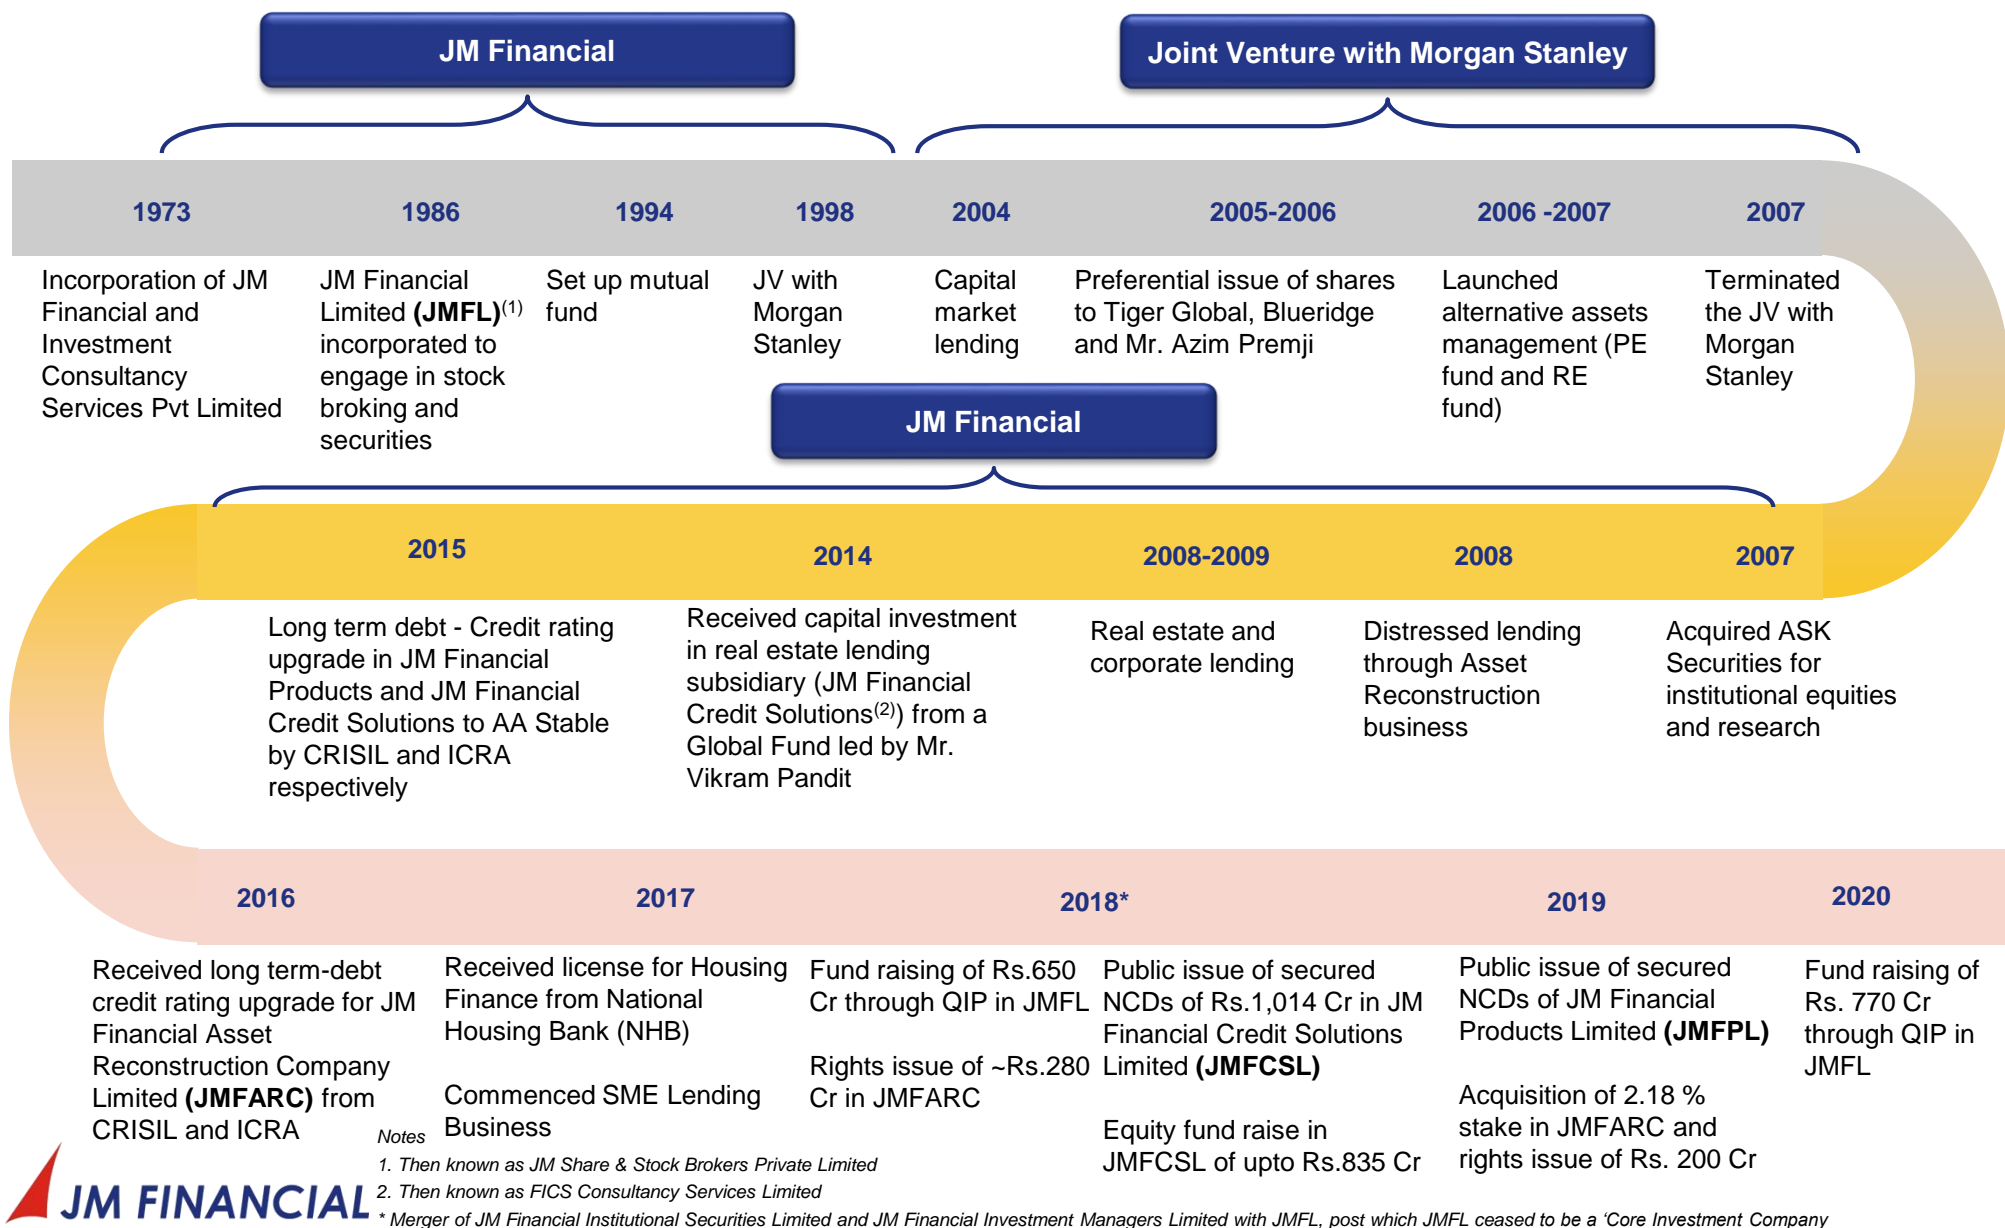 JM Financial
Joint Venture with Morgan Stanley
1973
1986
1994
1998
2004
2005-2006
2006 -2007
2007
Incorporation of JM
Financial and
Investment
Consultancy
Services Pvt Limited
JM Financial
Limited (JMFL)(1)
incorporated to
engage in stock
broking and
securities
Set up mutual
fund
JV with
Morgan
Stanley
Capital
market
lending
Preferential issue of shares
to Tiger Global, Blueridge
and Mr. Azim Premji
Launched
alternative assets
management (PE
fund and RE
fund)
Terminated
the JV with
Morgan
Stanley
JM Financial
2015
2014
2008-2009
2008
2007
Long term debt - Credit rating
upgrade in JM Financial
Products and JM Financial
Credit Solutions to AA Stable
by CRISIL and ICRA
respectively
Received capital investment
in real estate lending
subsidiary (JM Financial
Credit Solutions(2)) from a
Global Fund led by Mr.
Vikram Pandit
Real estate and
corporate lending
Distressed lending
through Asset
Reconstruction
business
Acquired ASK
Securities for
institutional equities
and research
2016
2017
2018*
2019
2020
Received long term-debt
credit rating upgrade for JM
Financial Asset
Reconstruction Company
Limited (JMFARC) from
CRISIL and ICRA
Received license for Housing
Finance from National
Housing Bank (NHB)
Commenced SME Lending
Business
Fund raising of Rs.650
Cr through QIP in JMFL
Rights issue of ~Rs.280
Cr in JMFARC
Public issue of secured
NCDs of Rs.1,014 Cr in JM
Financial Credit Solutions
Limited (JMFCSL)
Equity fund raise in
JMFCSL of upto Rs.835 Cr
Public issue of secured
NCDs of JM Financial
Products Limited (JMFPL)
Acquisition of 2.18 %
stake in JMFARC and
rights issue of Rs. 200 Cr
Fund raising of
Rs. 770 Cr
through QIP in
JMFL
JM FINANCIAL
Notes
1. Then known as JM Share & Stock Brokers Private Limited
2. Then known as FICS Consultancy Services Limited
* Merger of JM Financial Institutional Securities Limited and JM Financial Investment Managers Limited with JMFL, post which JMFL ceased to be a ‘Core Investment Company